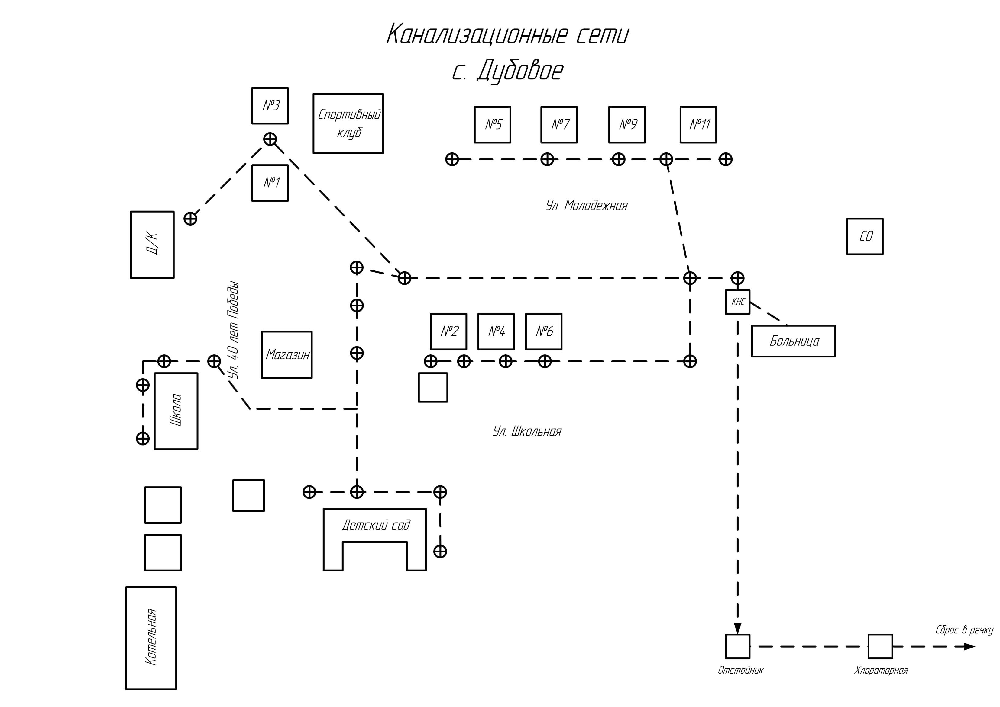 Канализационные сети
с. Дубовое
№3
Спортивный
клуб
№5
№7
№9
№11
№1
Ул. Молодежная
Д/К
СО
Ул. 40 лет Победы
КНС
№2
№4
№6
Больница
Магазин
Школа
Ул. Школьная
Детский сад
Котельная
Сброс в речку
Отстойник
Хлораторная